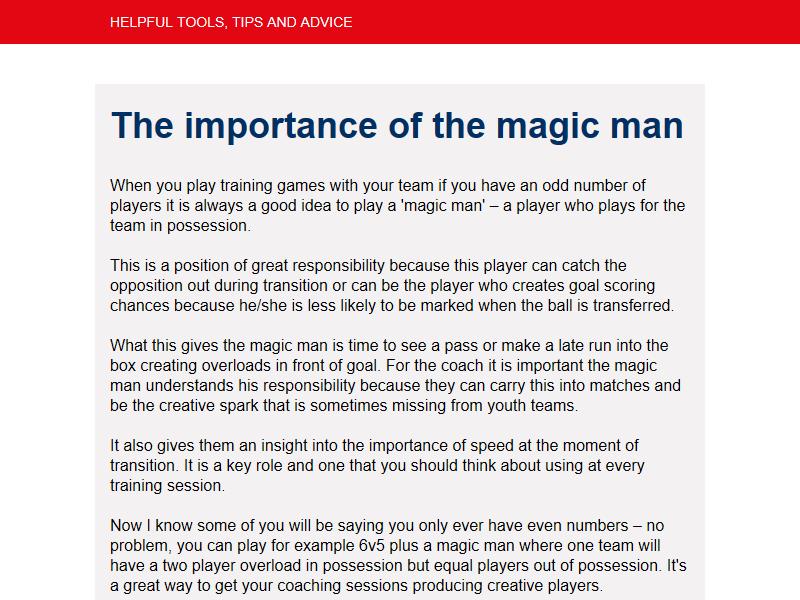 HELPFUL TOOLS, TIPS AND ADVICE
The importance of the magic man
When you play training games with your team if you have an odd number of
players it is always a good idea to play a 'magic man' – a player who plays for the
team in possession.
This is a position of great responsibility because this player can catch the
opposition out during transition or can be the player who creates goal scoring
chances because he/she is less likely to be marked when the ball is transferred.
What this gives the magic man is time to see a pass or make a late run into the
box creating overloads in front of goal. For the coach it is important the magic
man understands his responsibility because they can carry this into matches and
be the creative spark that is sometimes missing from youth teams.
It also gives them an insight into the importance of speed at the moment of
transition. It is a key role and one that you should think about using at every
training session.
Now I know some of you will be saying you only ever have even numbers – no
problem, you can play for example 6v5 plus a magic man where one team will
have a two player overload in possession but equal players out of possession. It's
a great way to get your coaching sessions producing creative players.